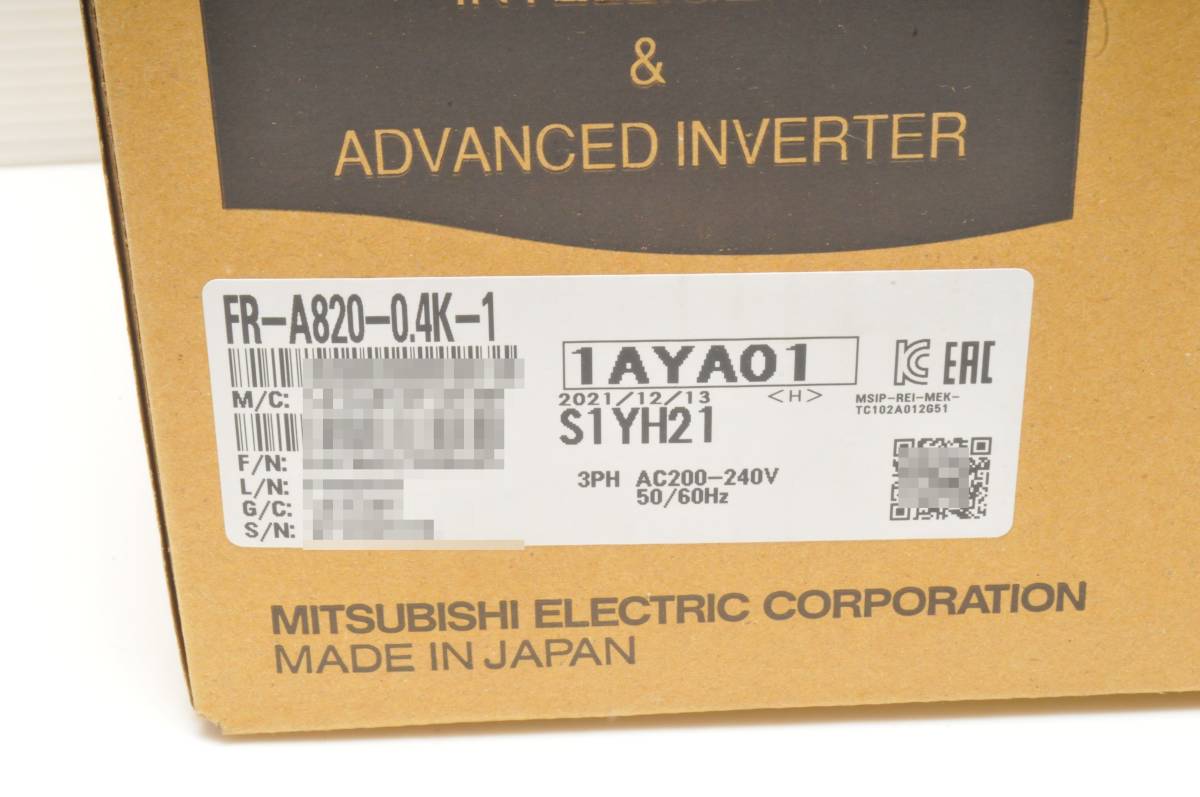 &
ADVANCED INVERTER
FR-A820-0.4K-1
1AYA01
EAC
M/C:
2021/12/13 <H>
MSIP-REI-MEK-
TC102A012G51
S1YH21
F/N:
L/N:
G/C:
S/N:
3PH AC200-240V
50/60Hz
MITSUBISHI ELECTRIC CORPORATION
MADE IN JAPAN